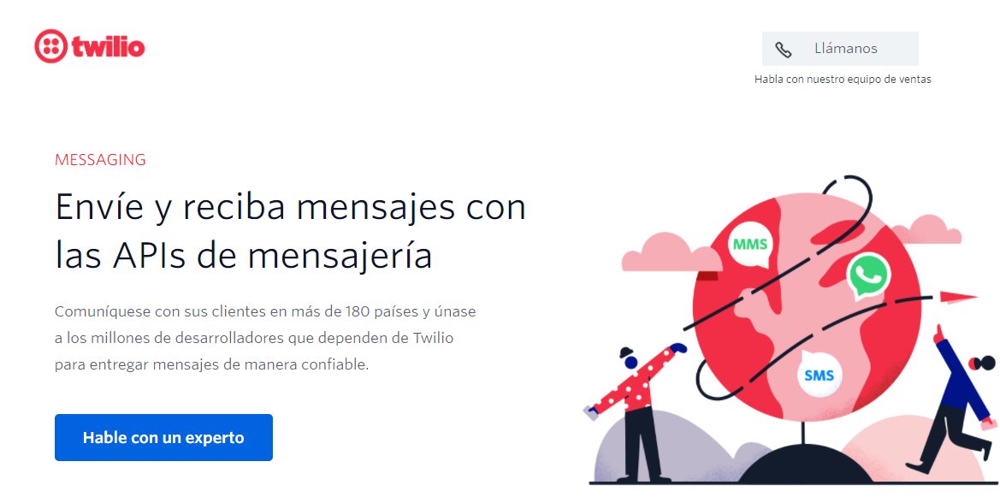 twilio
Llámanos
Habla con nuestro equipo de ventas
MESSAGING
Envíe y reciba mensajes con
las APIs de mensajería
Comuníquese con sus clientes en más de 180 países y únase
a los millones de desarrolladores que dependen de Twilio
para entregar mensajes de manera confiable.
Hable con un experto
MMS
SMS